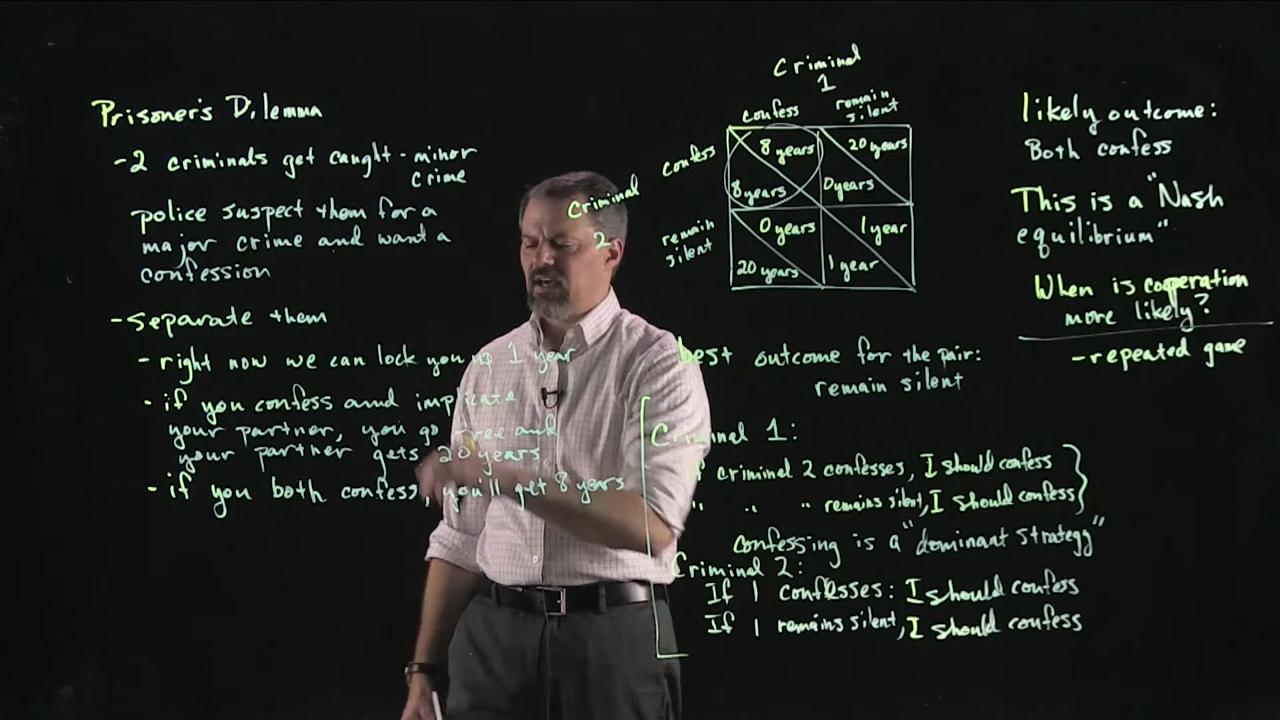 Prisoner's Dilemma
- 2 criminals get caught - minor
crime
police suspect them for a
major crime and want a
confession
- separate them
- right now we can lock you up 1 year
- if you confess and implicate
your partner, you go free and
your partner gets 20 years
- if you both confess, you'll get 8 years
Criminal
1
confess
remain
silent
Criminal
2
confess
8 years
20 years
8 years
0 years
remain
silent
0 years
1 year
20 years
1 year
best outcome for the pair:
remain silent
Criminal 1:
If criminal 2 confesses, I should confess
" " " remains silent, I should confess
Confessing is a "dominant strategy"
Criminal 2:
If 1 confesses: I should confess
If 1 remains silent, I should confess
likely outcome:
Both confess
This is a "Nash
equilibrium"
When is cooperation
more likely?
- repeated game